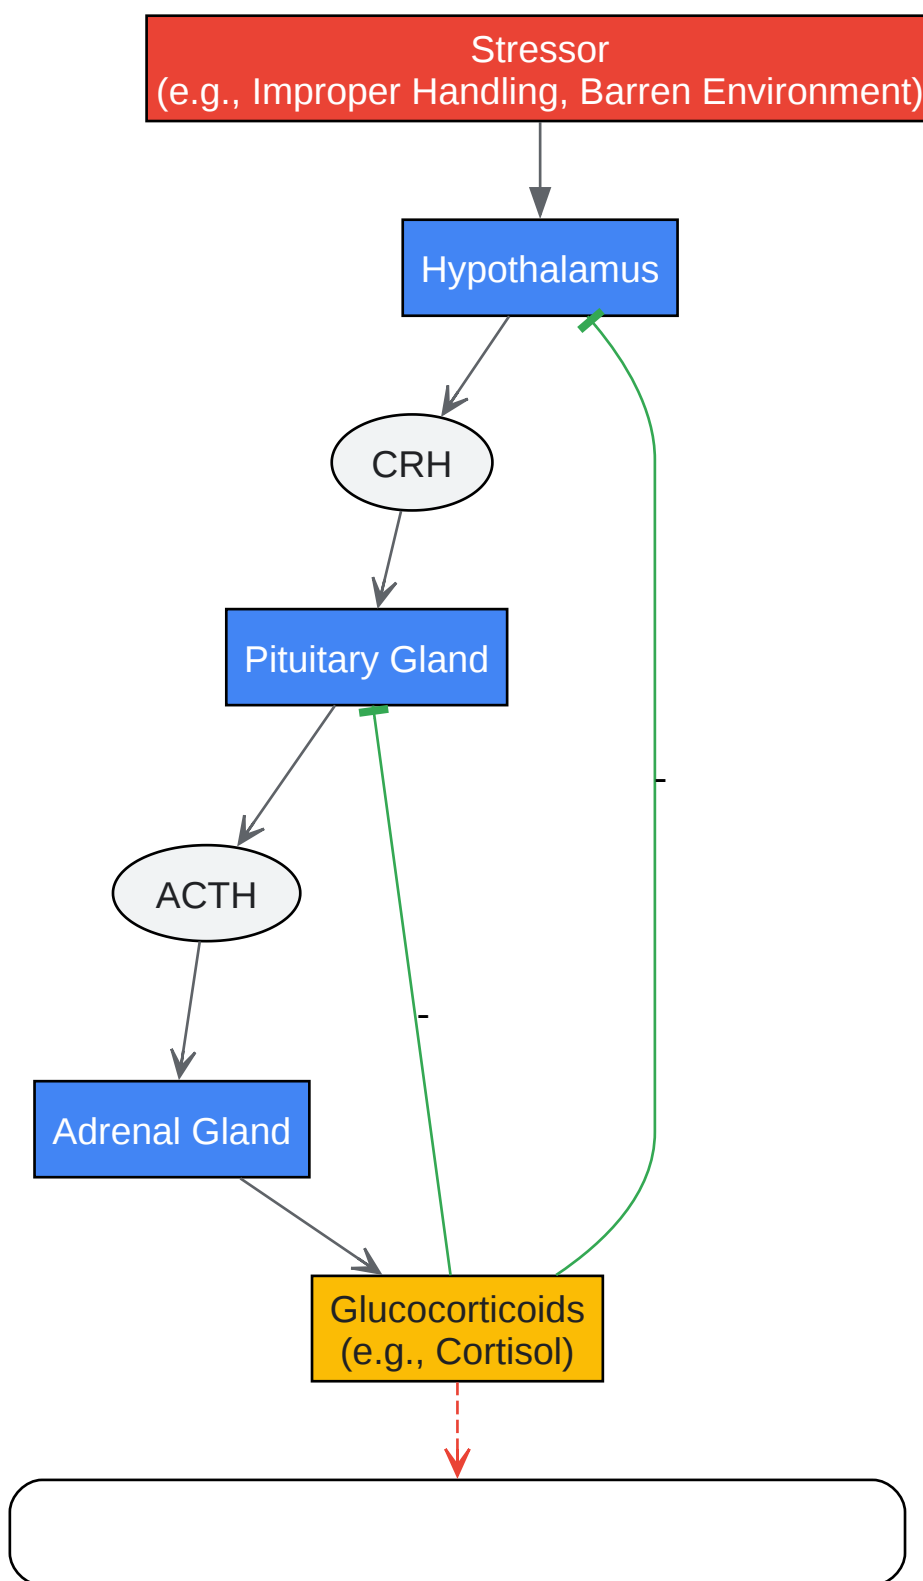 Stressor
(e.g., Improper Handling, Barren Environment)
Hypothalamus
CRH
Pituitary Gland
-
ACTH
-
Adrenal Gland
Glucocorticoids
(e.g., Cortisol)